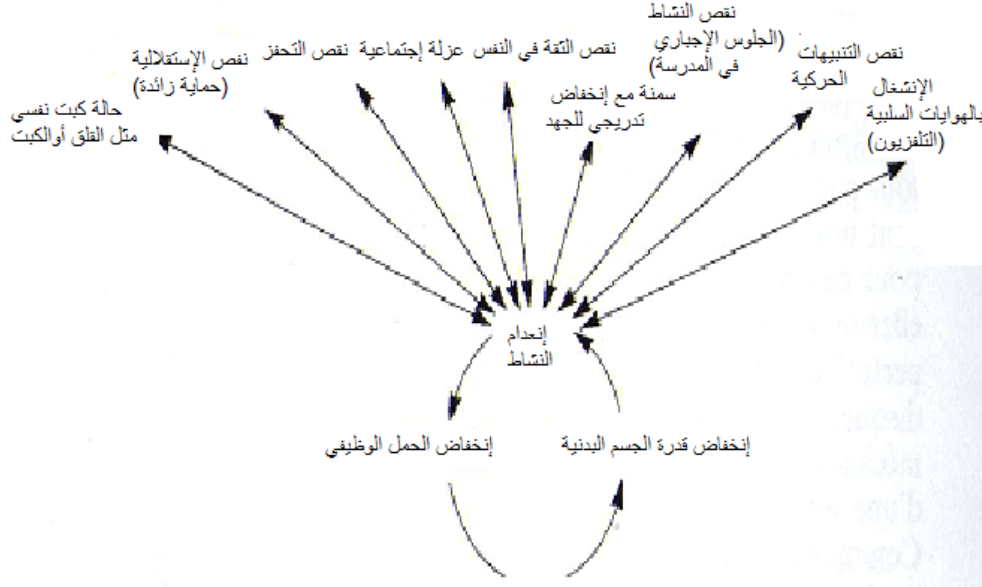 نقص النشاط
(الجلوس الإجباري
في المدرسة)
الإنشغال
بالهوايات السلبية
(التلفزيون)
نقص التنبيهات
الحركية
سمنة مع إنخفاض
تدريجي للجهد
نقص الثقة في النفس
عزلة إجتماعية
نقص التحفز
نفص الإستقلالية
(حماية زائدة)
حالة كبت نفسي
مثل القلق أوالكبت
إنعدام
النشاط
إنخفاض قدرة الجسم البدنية
إنخفاض الحمل الوظيفي